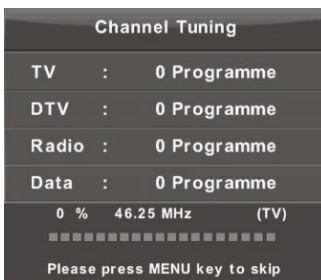 Channel Tuning
TV : 0 Programme
DTV : 0 Programme
Radio : 0 Programme
Data : 0 Programme
0 % 46.25 MHz (TV)
Please press MENU key to skip